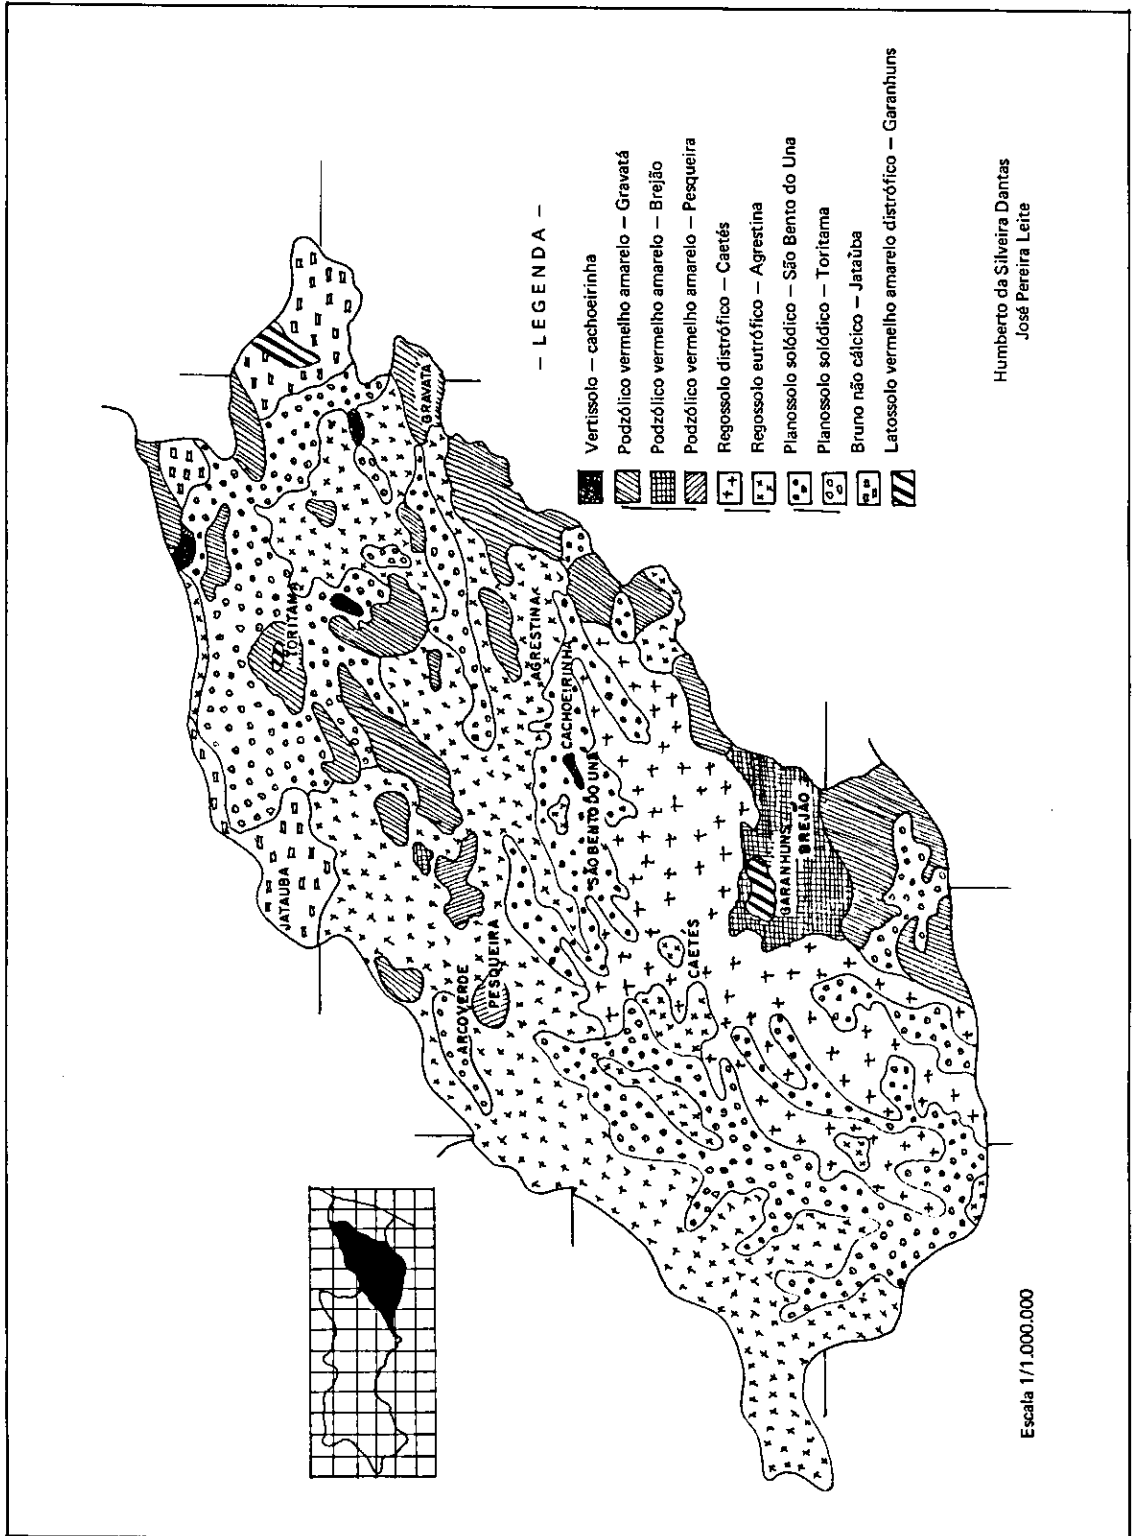 — LEGENDA —
Vertissolo — cachoeirinha
Podzólico vermelho amarelo — Gravatá
Podzólico vermelho amarelo — Brejão
Podzólico vermelho amarelo — Pesqueira
Regossolo distrófico — Caetés
Regossolo eutrófico — Agrestina
Planossolo solódico — São Bento do Una
Planossolo solódico — Toritama
Bruno não cálcico — Jataúba
Latossolo vermelho amarelo distrófico — Garanhuns
JATAUBA
TORITAMA
ARCOVERDE
PESQUEIRA
GRAVATA
AGRESTINA
CACHOEIRINHA
SÃO BENTO DO UNA
CAETÉS
GARANHUNS
BREJÃO
Escala 1/1.000.000
Humberto da Silveira Dantas
José Pereira Leite